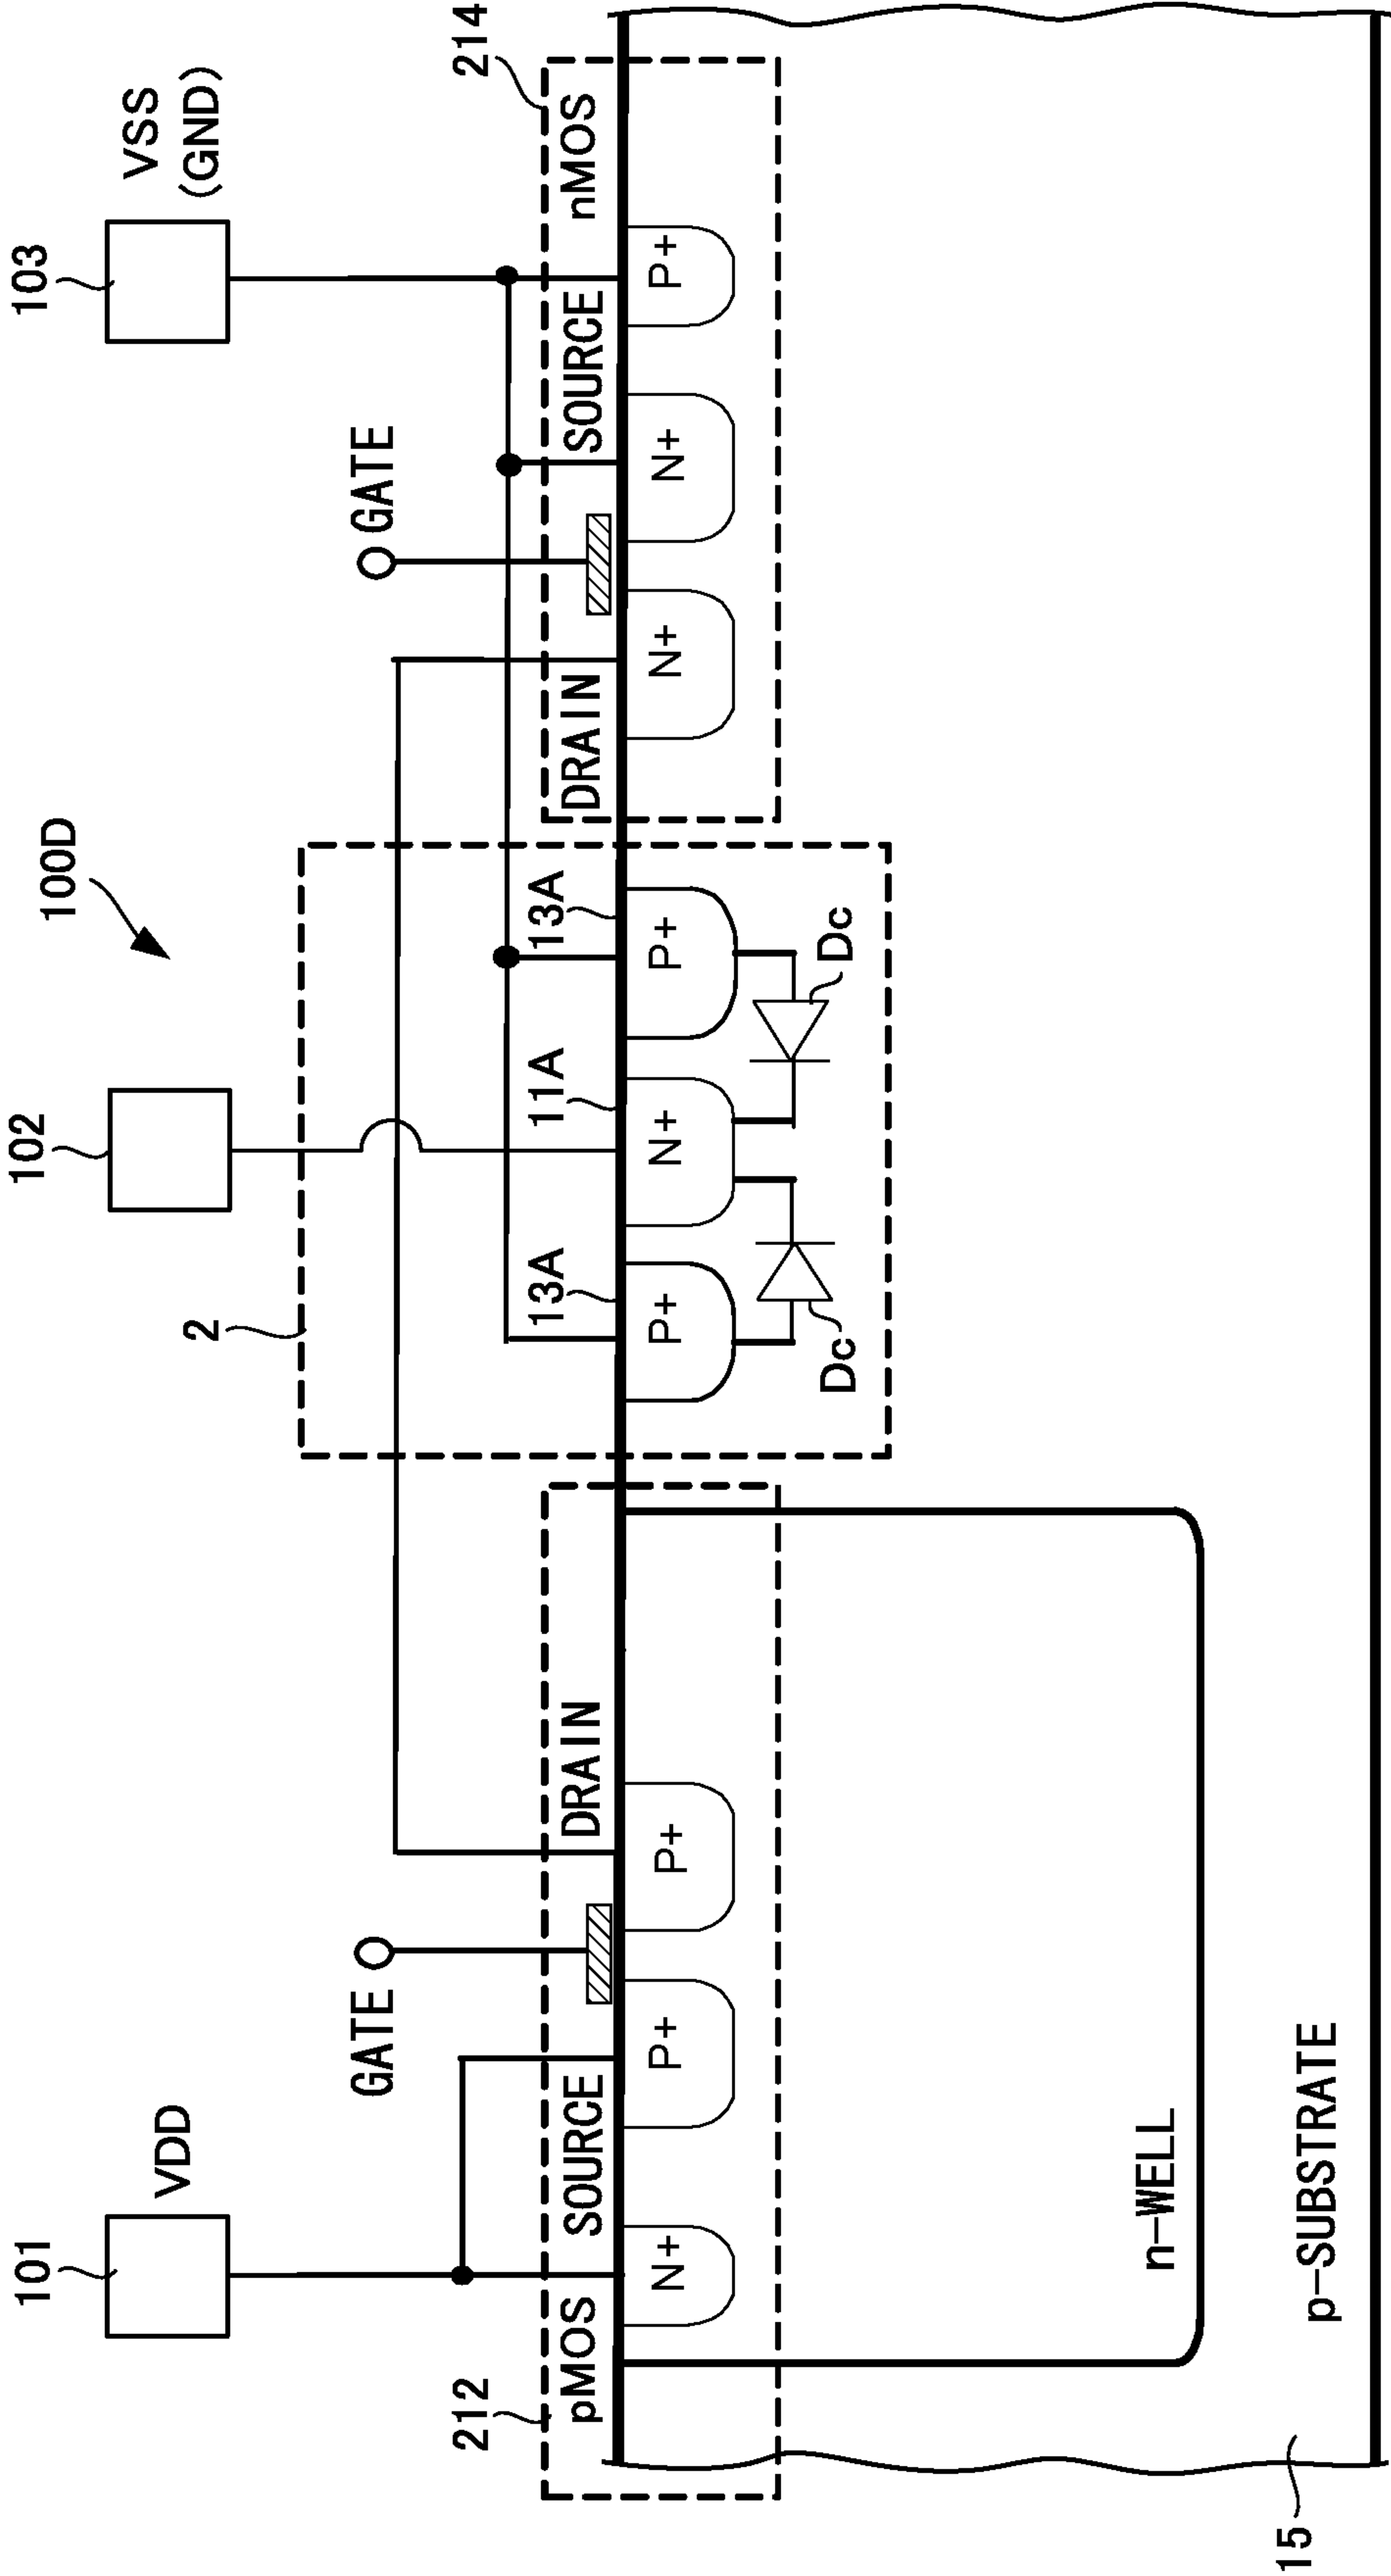 100D
101
VDD
102
103
VSS
(GND)
2
GATE
GATE
212
pMOS
SOURCE
DRAIN
13A
11A
13A
DRAIN
SOURCE
nMOS
214
N+
P+
P+
P+
N+
P+
N+
N+
P+
Dc
Dc
n-WELL
p-SUBSTRATE
15